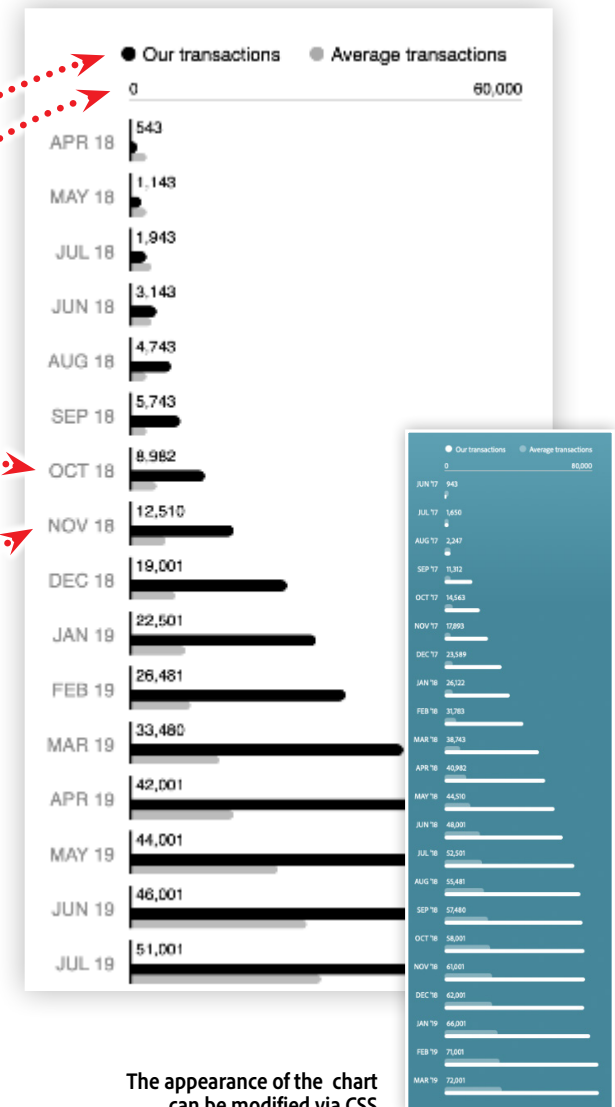 Our transactions Average transactions
0 60,000
543
APR 18
1,143
MAY 18
1,943
JUL 18
3,143
JUN 18
4,743
AUG 18
5,743
SEP 18
8,982
OCT 18
12,510
NOV 18
19,001
DEC 18
22,501
JAN 19
26,481
FEB 19
33,480
MAR 19
42,001
APR 19
44,001
MAY 19
46,001
JUN 19
51,001
JUL 19
Our transactions Average transactions
0 80,000
JUN '17 943
JUL '17 1,650
AUG '17 2,247
SEP '17 11,312
OCT '17 14,563
NOV '17 17,893
DEC '17 23,589
JAN '18 26,122
FEB '18 31,783
MAR '18 38,743
APR '18 40,982
MAY '18 44,510
JUN '18 48,001
JUL '18 52,501
AUG '18 55,481
SEP '18 57,480
OCT '18 58,001
NOV '18 61,001
DEC '18 62,001
JAN '19 66,001
FEB '19 71,001
MAR '19 72,001
The appearance of the chart
can be modified via CSS